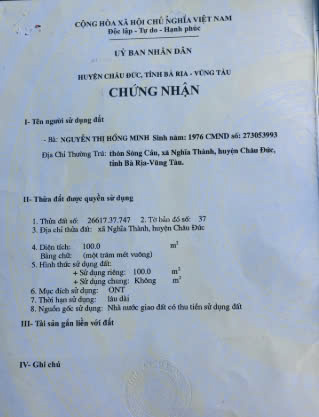 CỘNG HÒA XÃ HỘI CHỦ NGHĨA VIỆT NAM
Độc lập - Tự do - Hạnh phúc
UỶ BAN NHÂN DÂN
HUYỆN CHÂU ĐỨC, TỈNH BÀ RỊA - VŨNG TÀU
CHỨNG NHẬN
I- Tên người sử dụng đất
- Bà: NGUYỄN THỊ HỒNG MINH Sinh năm: 1976 CMND số: 273053993
Địa Chỉ Thường Trú: thôn Sông Cầu, xã Nghĩa Thành, huyện Châu Đức,
tỉnh Bà Rịa-Vũng Tàu.
II- Thửa đất được quyền sử dụng
1. Thửa đất số: 26617.37.747 2. Tờ bản đồ số: 37
3. Địa chỉ thửa đất: xã Nghĩa Thành, huyện Châu Đức
4. Diện tích: 100.0 m²
Bằng chữ: (một trăm mét vuông)
5. Hình thức sử dụng đất:
+ Sử dụng riêng: 100.0 m²
+ Sử dụng chung: Không m²
6. Mục đích sử dụng: ONT
7. Thời hạn sử dụng: lâu dài
8. Nguồn gốc sử dụng: Nhà nước giao đất có thu tiền sử dụng đất
III- Tài sản gắn liền với đất
IV- Ghi chú